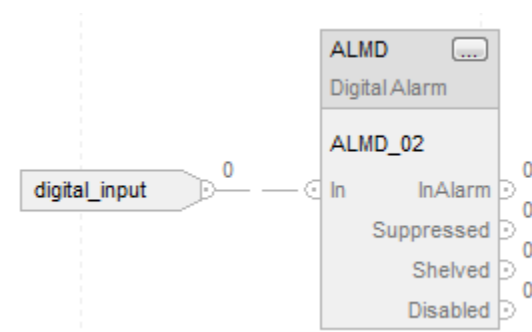 ALMD ...
Digital Alarm
ALMD_02
digital_input 0 In InAlarm 0
Suppressed 0
Shelved 0
Disabled 0